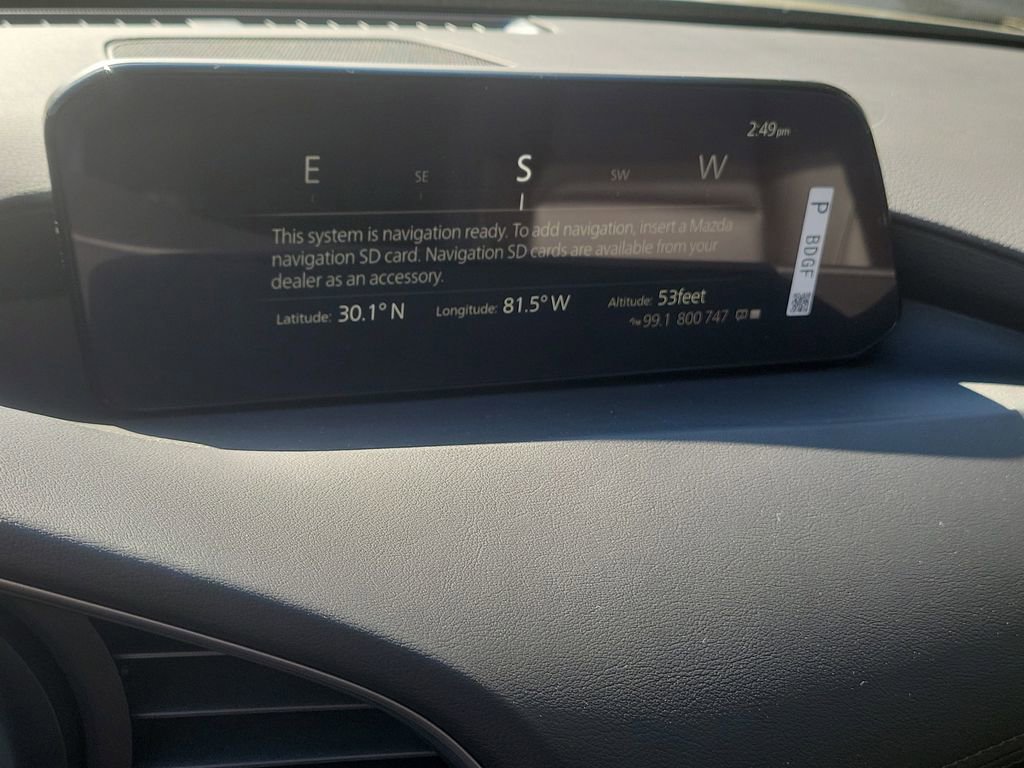 2:49pm
E SE S SW W
This system is navigation ready. To add navigation, insert a Mazda
navigation SD card. Navigation SD cards are available from your
dealer as an accessory.
Latitude: 30.1° N Longitude: 81.5° W Altitude: 53feet
99.1 800 747
P BDGF